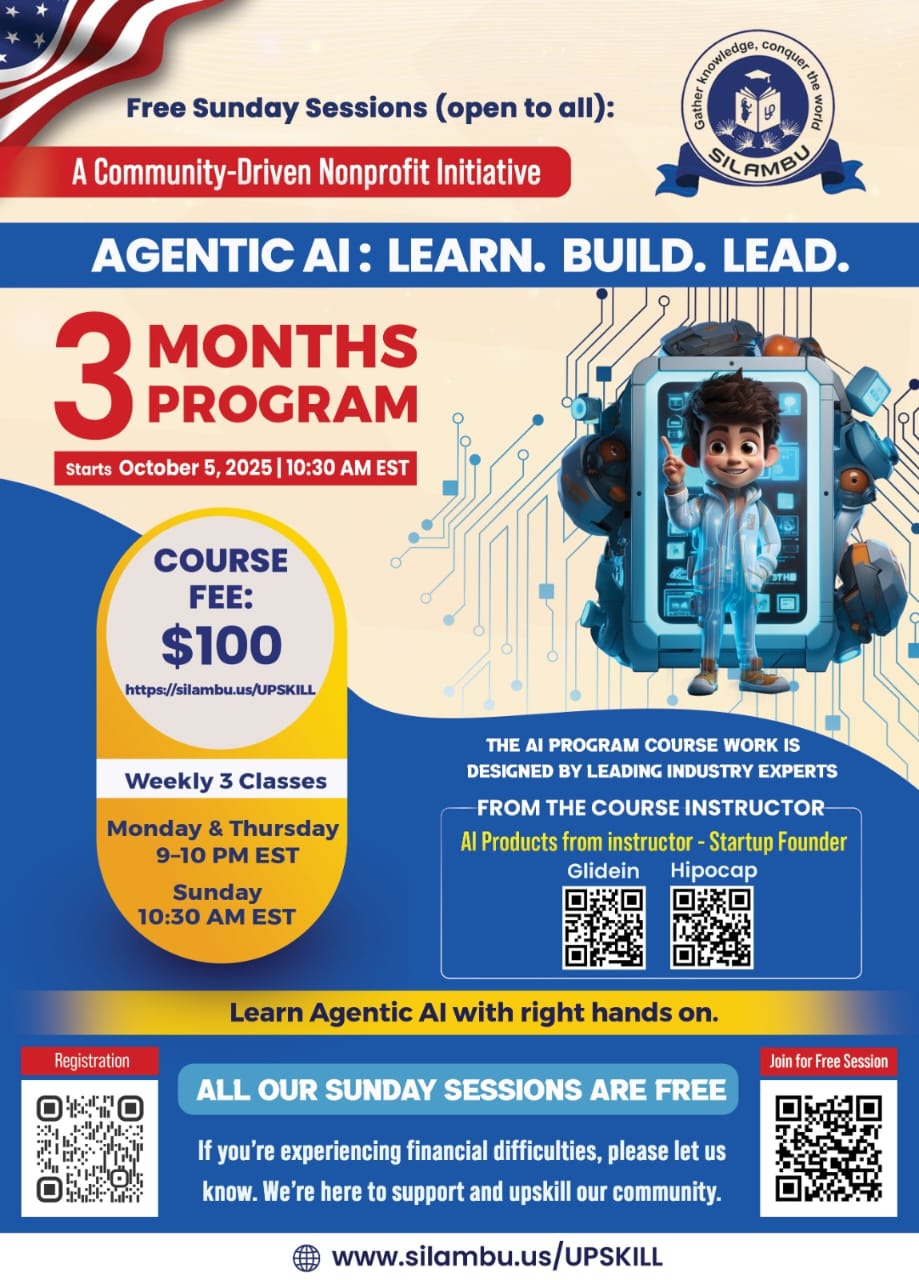 Free Sunday Sessions (open to all):
Gather knowledge, conquer the world
SILAMBU
A Community-Driven Nonprofit Initiative
AGENTIC AI: LEARN. BUILD. LEAD.
3 MONTHS
PROGRAM
Starts October 5, 2025 | 10:30 AM EST
COURSE
FEE:
$100
https://silambu.us/UPSKILL
Weekly 3 Classes
Monday & Thursday
9-10 PM EST
Sunday
10:30 AM EST
THE AI PROGRAM COURSE WORK IS
DESIGNED BY LEADING INDUSTRY EXPERTS
FROM THE COURSE INSTRUCTOR
AI Products from instructor - Startup Founder
Glidein Hipocap
Learn Agentic AI with right hands on.
Registration
ALL OUR SUNDAY SESSIONS ARE FREE
If you're experiencing financial difficulties, please let us
know. We're here to support and upskill our community.
Join for Free Session
www.silambu.us/UPSKILL